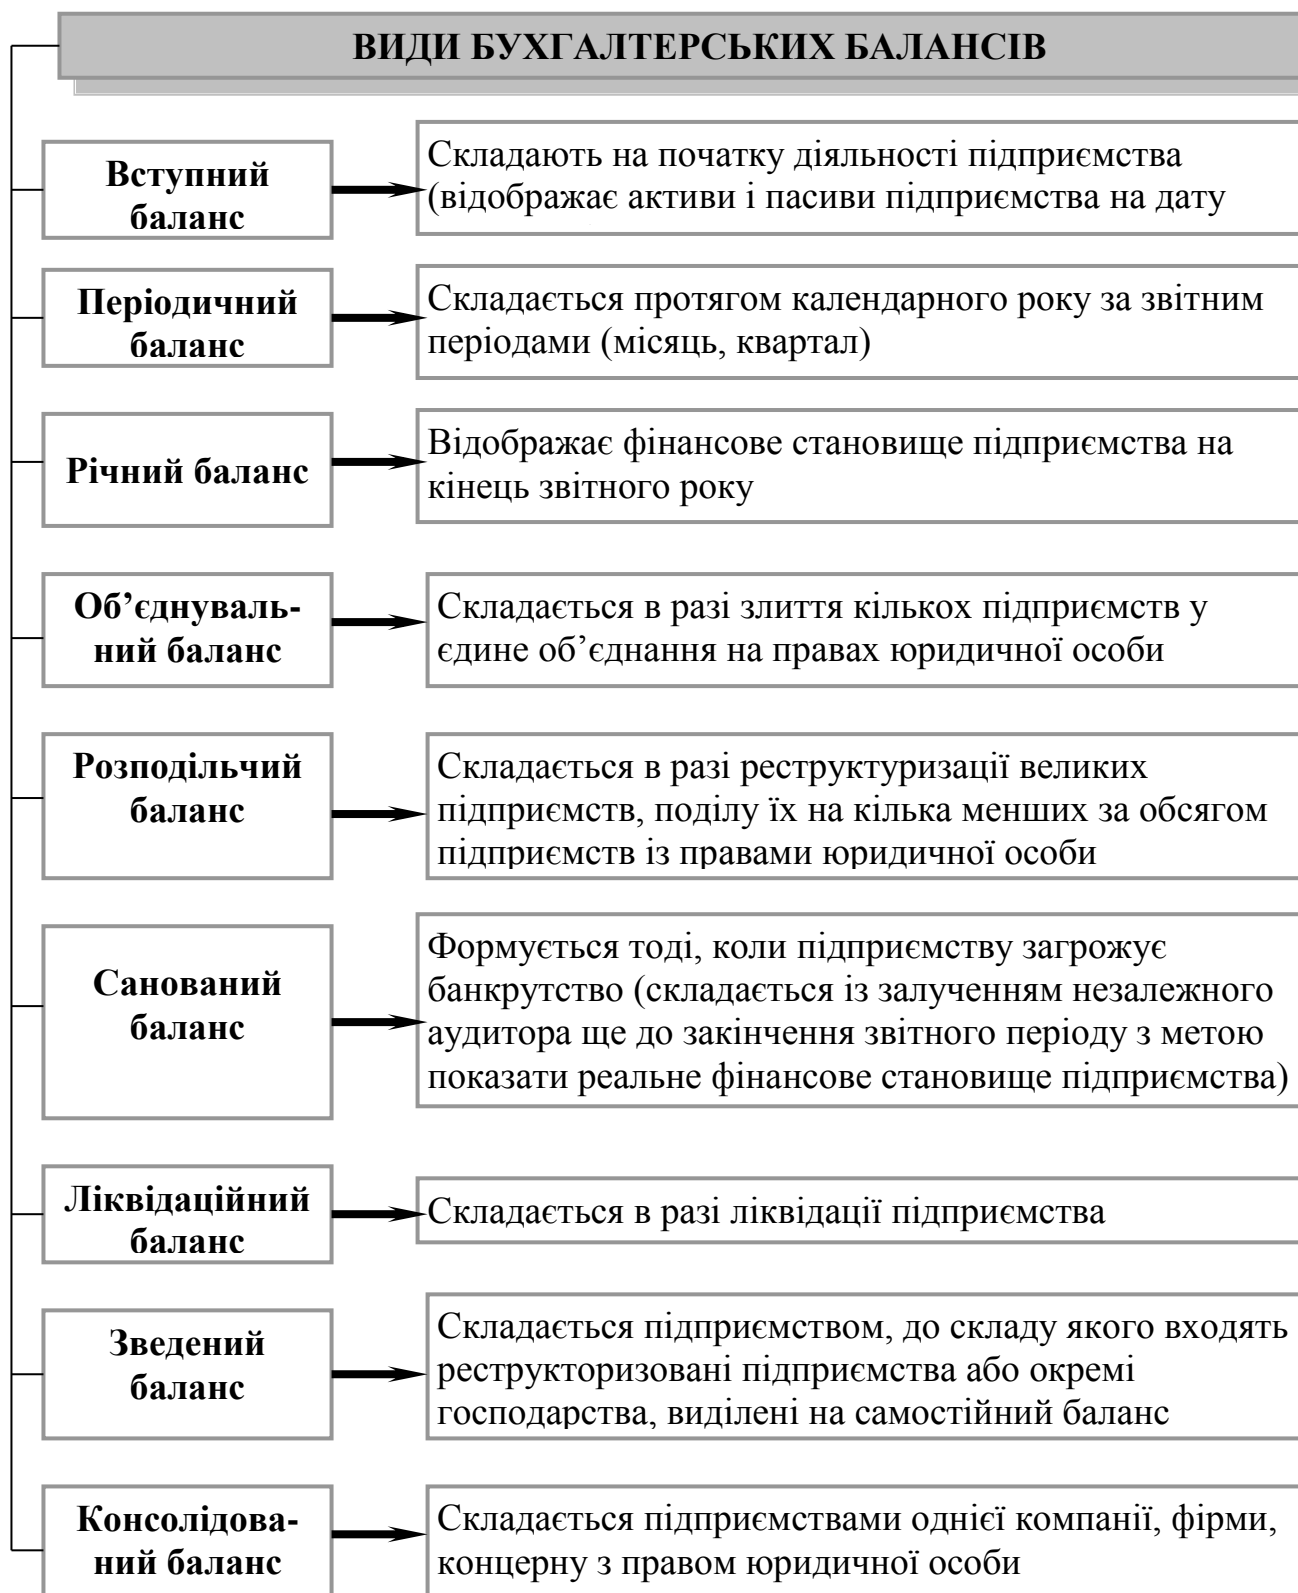 ВИДИ БУХГАЛТЕРСЬКИХ БАЛАНСІВ
Вступний
баланс
Складають на початку діяльності підприємства
(відображає активи і пасиви підприємства на дату
Періодичний
баланс
Складається протягом календарного року за звітним
періодами (місяць, квартал)
Річний баланс
Відображає фінансове становище підприємства на
кінець звітного року
Об’єднуваль-
ний баланс
Складається в разі злиття кількох підприємств у
єдине об’єднання на правах юридичної особи
Розподільчий
баланс
Складається в разі реструктуризації великих
підприємств, поділу їх на кілька менших за обсягом
підприємств із правами юридичної особи
Санований
баланс
Формується тоді, коли підприємству загрожує
банкрутство (складається із залученням незалежного
аудитора ще до закінчення звітного періоду з метою
показати реальне фінансове становище підприємства)
Ліквідаційний
баланс
Складається в разі ліквідації підприємства
Зведений
баланс
Складається підприємством, до складу якого входять
реструкторизовані підприємства або окремі
господарства, виділені на самостійний баланс
Консолідова-
ний баланс
Складається підприємствами однієї компанії, фірми,
концерну з правом юридичної особи